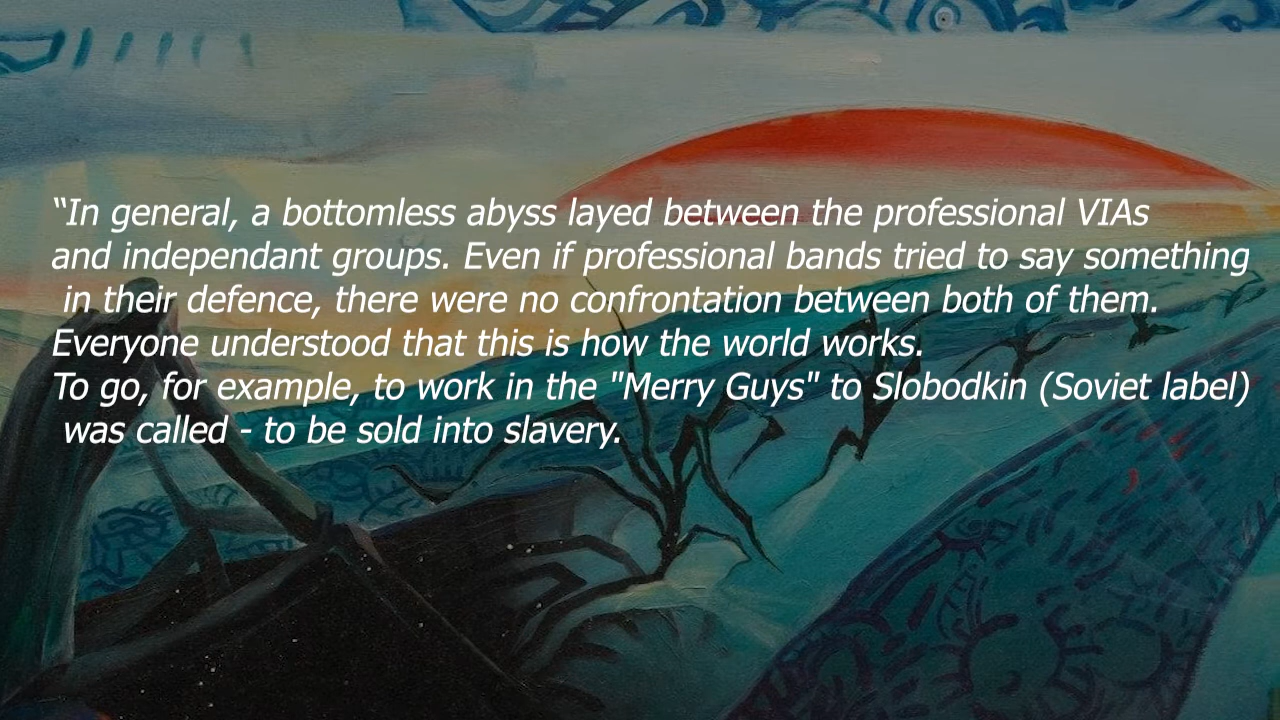 “In general, a bottomless abyss layed between the professional VIAs
and independant groups. Even if professional bands tried to say something
in their defence, there were no confrontation between both of them.
Everyone understood that this is how the world works.
To go, for example, to work in the "Merry Guys" to Slobodkin (Soviet label)
was called - to be sold into slavery.